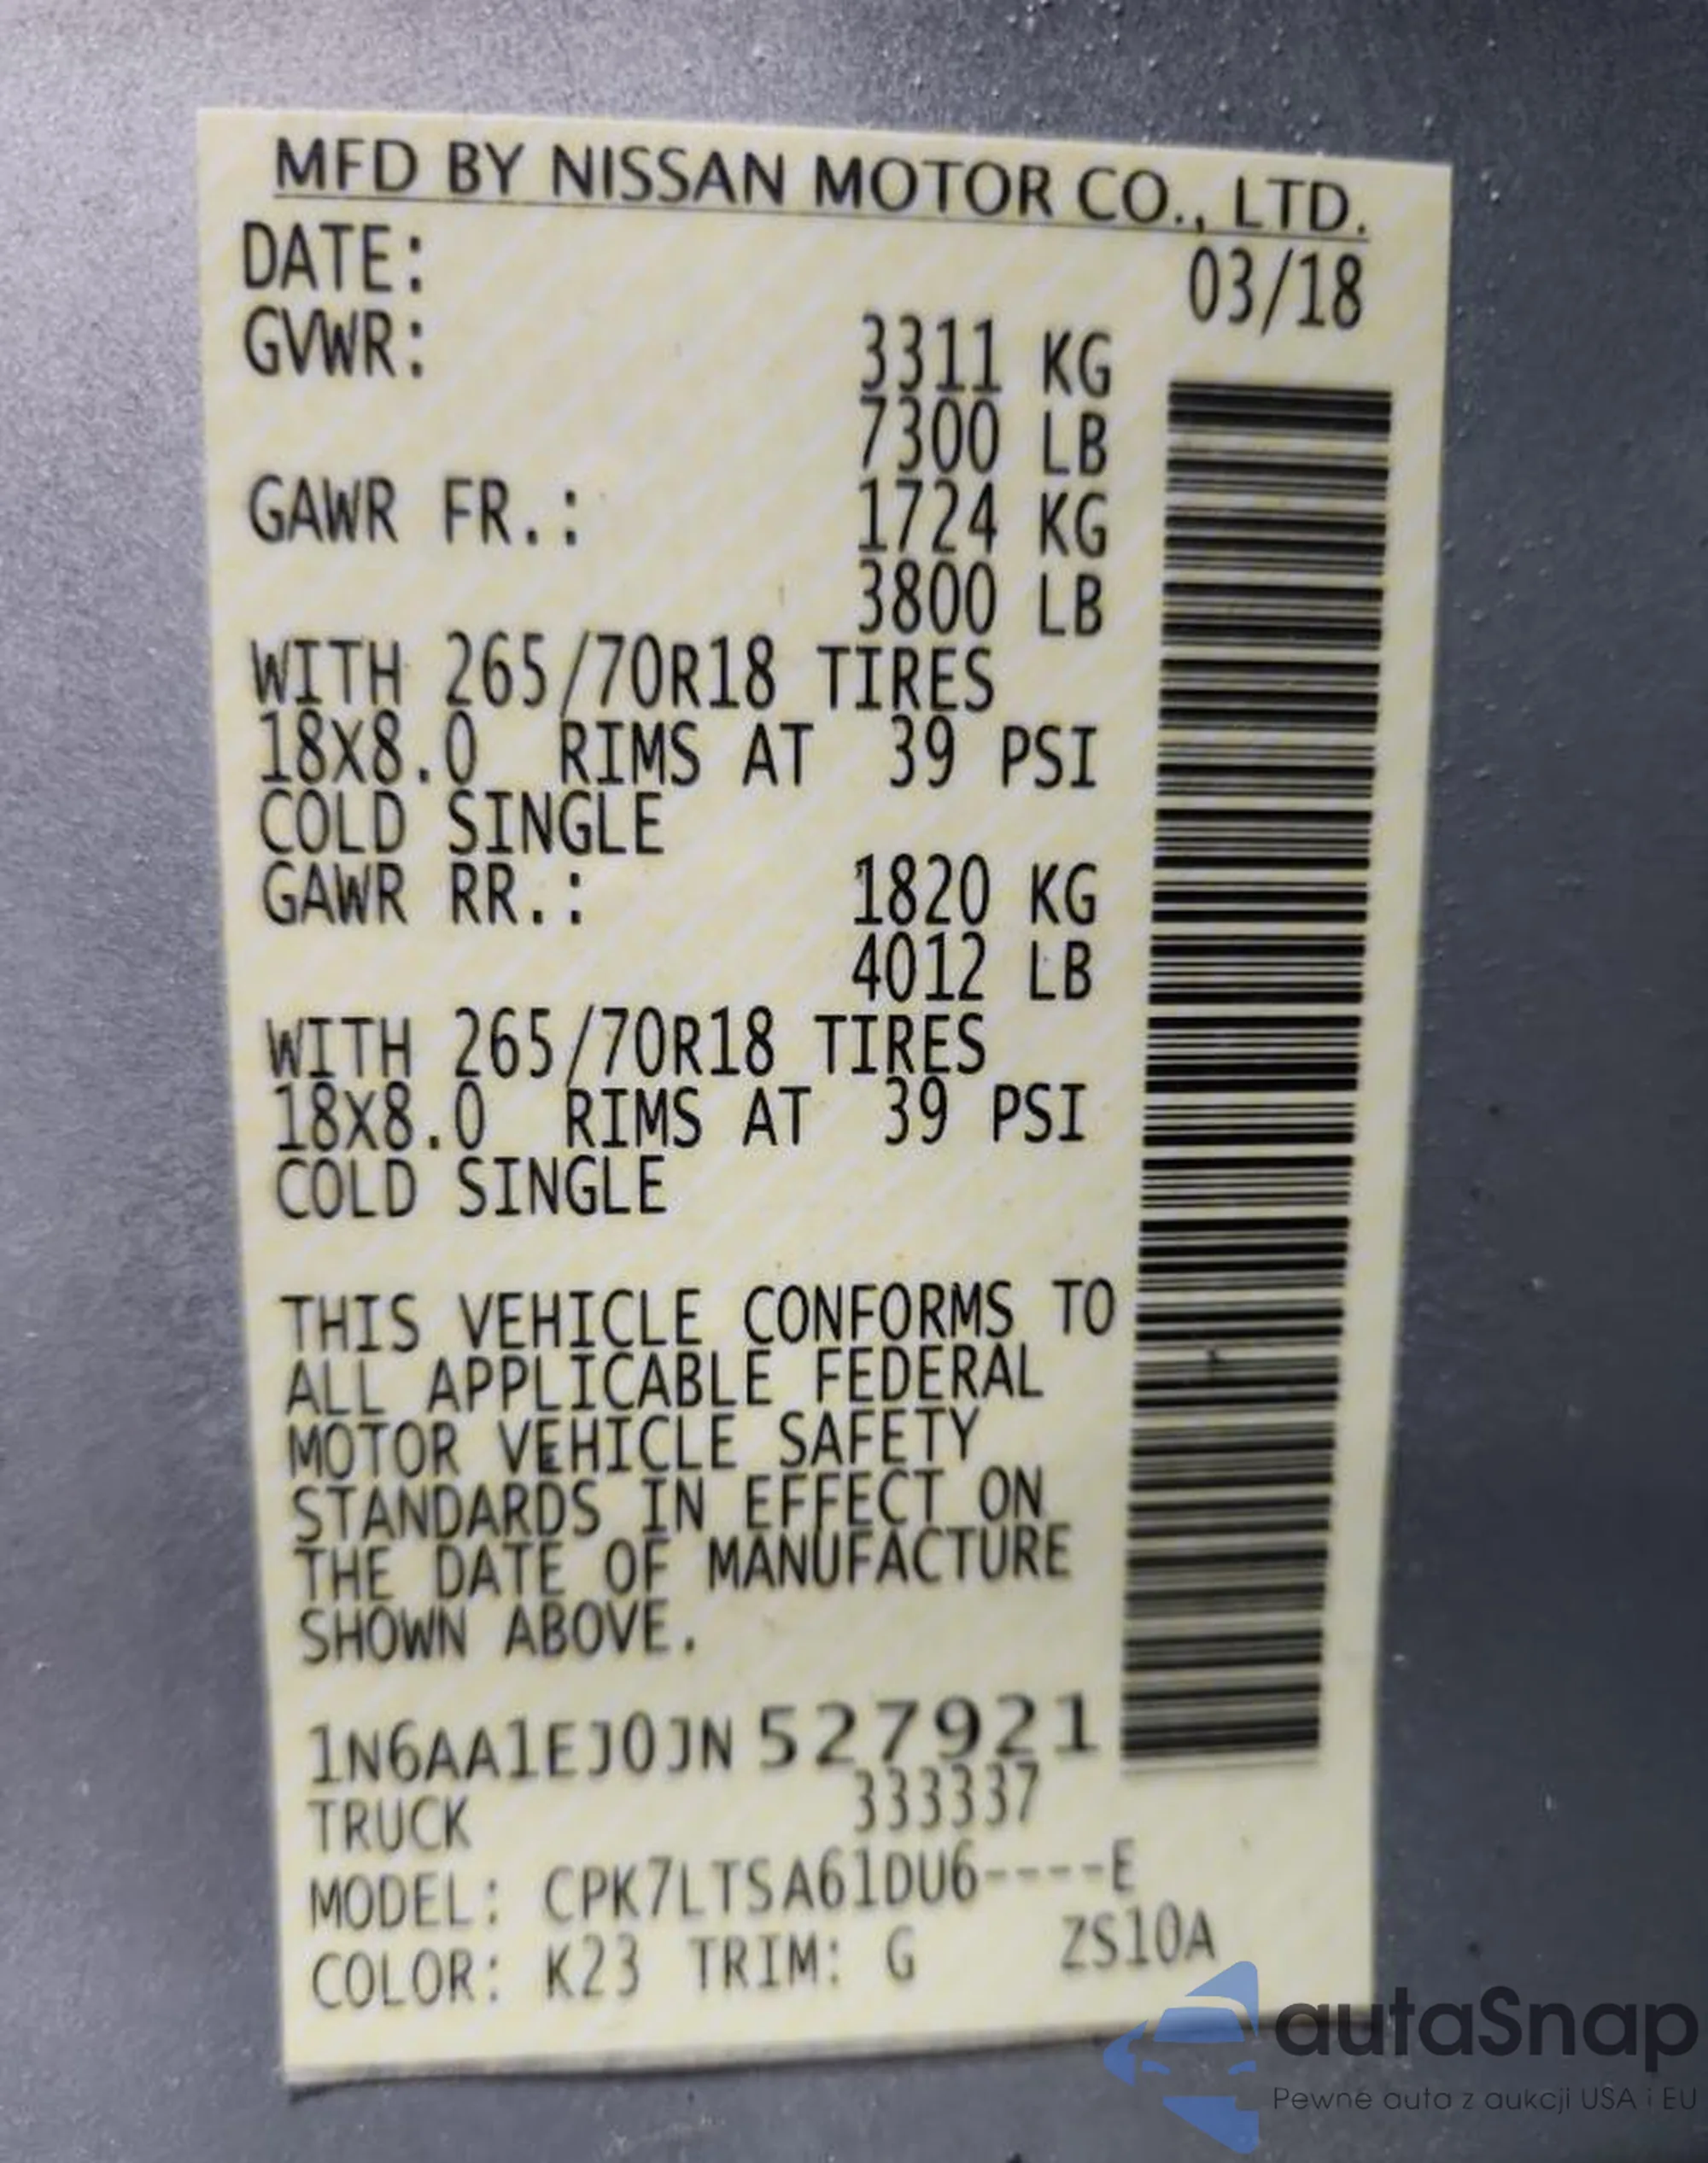 MFD BY NISSAN MOTOR CO., LTD.
DATE: 03/18
GVWR: 3311 KG
7300 LB
GAWR FR.: 1724 KG
3800 LB
WITH 265/70R18 TIRES
18X8.0 RIMS AT 39 PSI
COLD SINGLE
GAWR RR.: 1820 KG
4012 LB
WITH 265/70R18 TIRES
18X8.0 RIMS AT 39 PSI
COLD SINGLE
THIS VEHICLE CONFORMS TO
ALL APPLICABLE FEDERAL
MOTOR VEHICLE SAFETY
STANDARDS IN EFFECT ON
THE DATE OF MANUFACTURE
SHOWN ABOVE.
1N6AA1EJ0JN527921
TRUCK 333337
MODEL: CPK7LTSA61DU6----E
COLOR: K23 TRIM: G ZS10A
autaSnap
Pewne auta z aukcji USA i EU